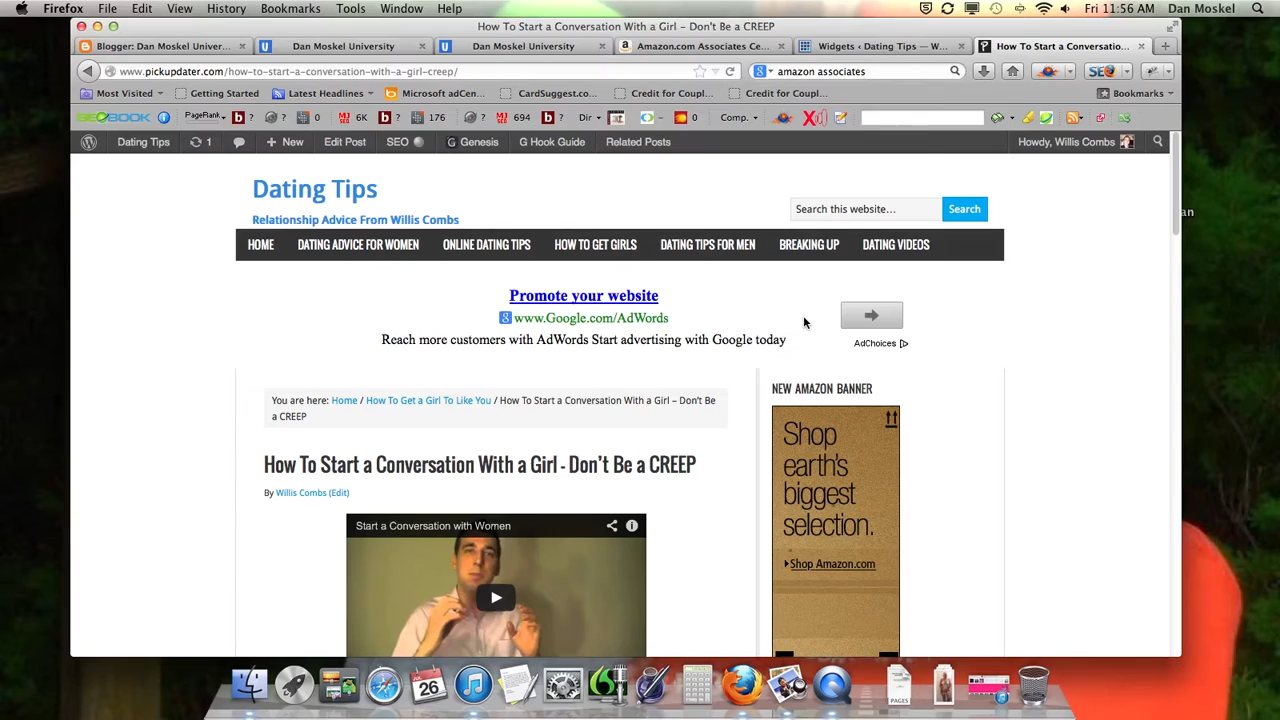 Firefox File Edit View History Bookmarks Tools Window Help Fri 11:56 AM Dan Moskel
How To Start a Conversation With a Girl – Don't Be a CREEP
Blogger: Dan Moskel Univer... Dan Moskel University Dan Moskel University Amazon.com Associates Ce... Widgets ‹ Dating Tips — W... How To Start a Conversatio...
www.pickupdater.com/how-to-start-a-conversation-with-a-girl-creep/ amazon associates SEO
Most Visited Getting Started Latest Headlines Microsoft adCen... CardSuggest.co... Credit for Coupl... Credit for Coupl... Bookmarks
PageRank b ? ? 0 6K b ? 176 ? 694 b ? Dir 0 Comp.
Dating Tips 1 + New Edit Post SEO Genesis G Hook Guide Related Posts Howdy, Willis Combs
Dating Tips
Relationship Advice From Willis Combs
Search this website... Search
HOME DATING ADVICE FOR WOMEN ONLINE DATING TIPS HOW TO GET GIRLS DATING TIPS FOR MEN BREAKING UP DATING VIDEOS
Promote your website
www.Google.com/AdWords
Reach more customers with AdWords Start advertising with Google today
AdChoices
You are here: Home / How To Get a Girl To Like You / How To Start a Conversation With a Girl – Don't Be
a CREEP
How To Start a Conversation With a Girl – Don't Be a CREEP
By Willis Combs (Edit)
Start a Conversation with Women
NEW AMAZON BANNER
Shop
earth's
biggest
selection.
Shop Amazon.com
JUL
26
PAGES